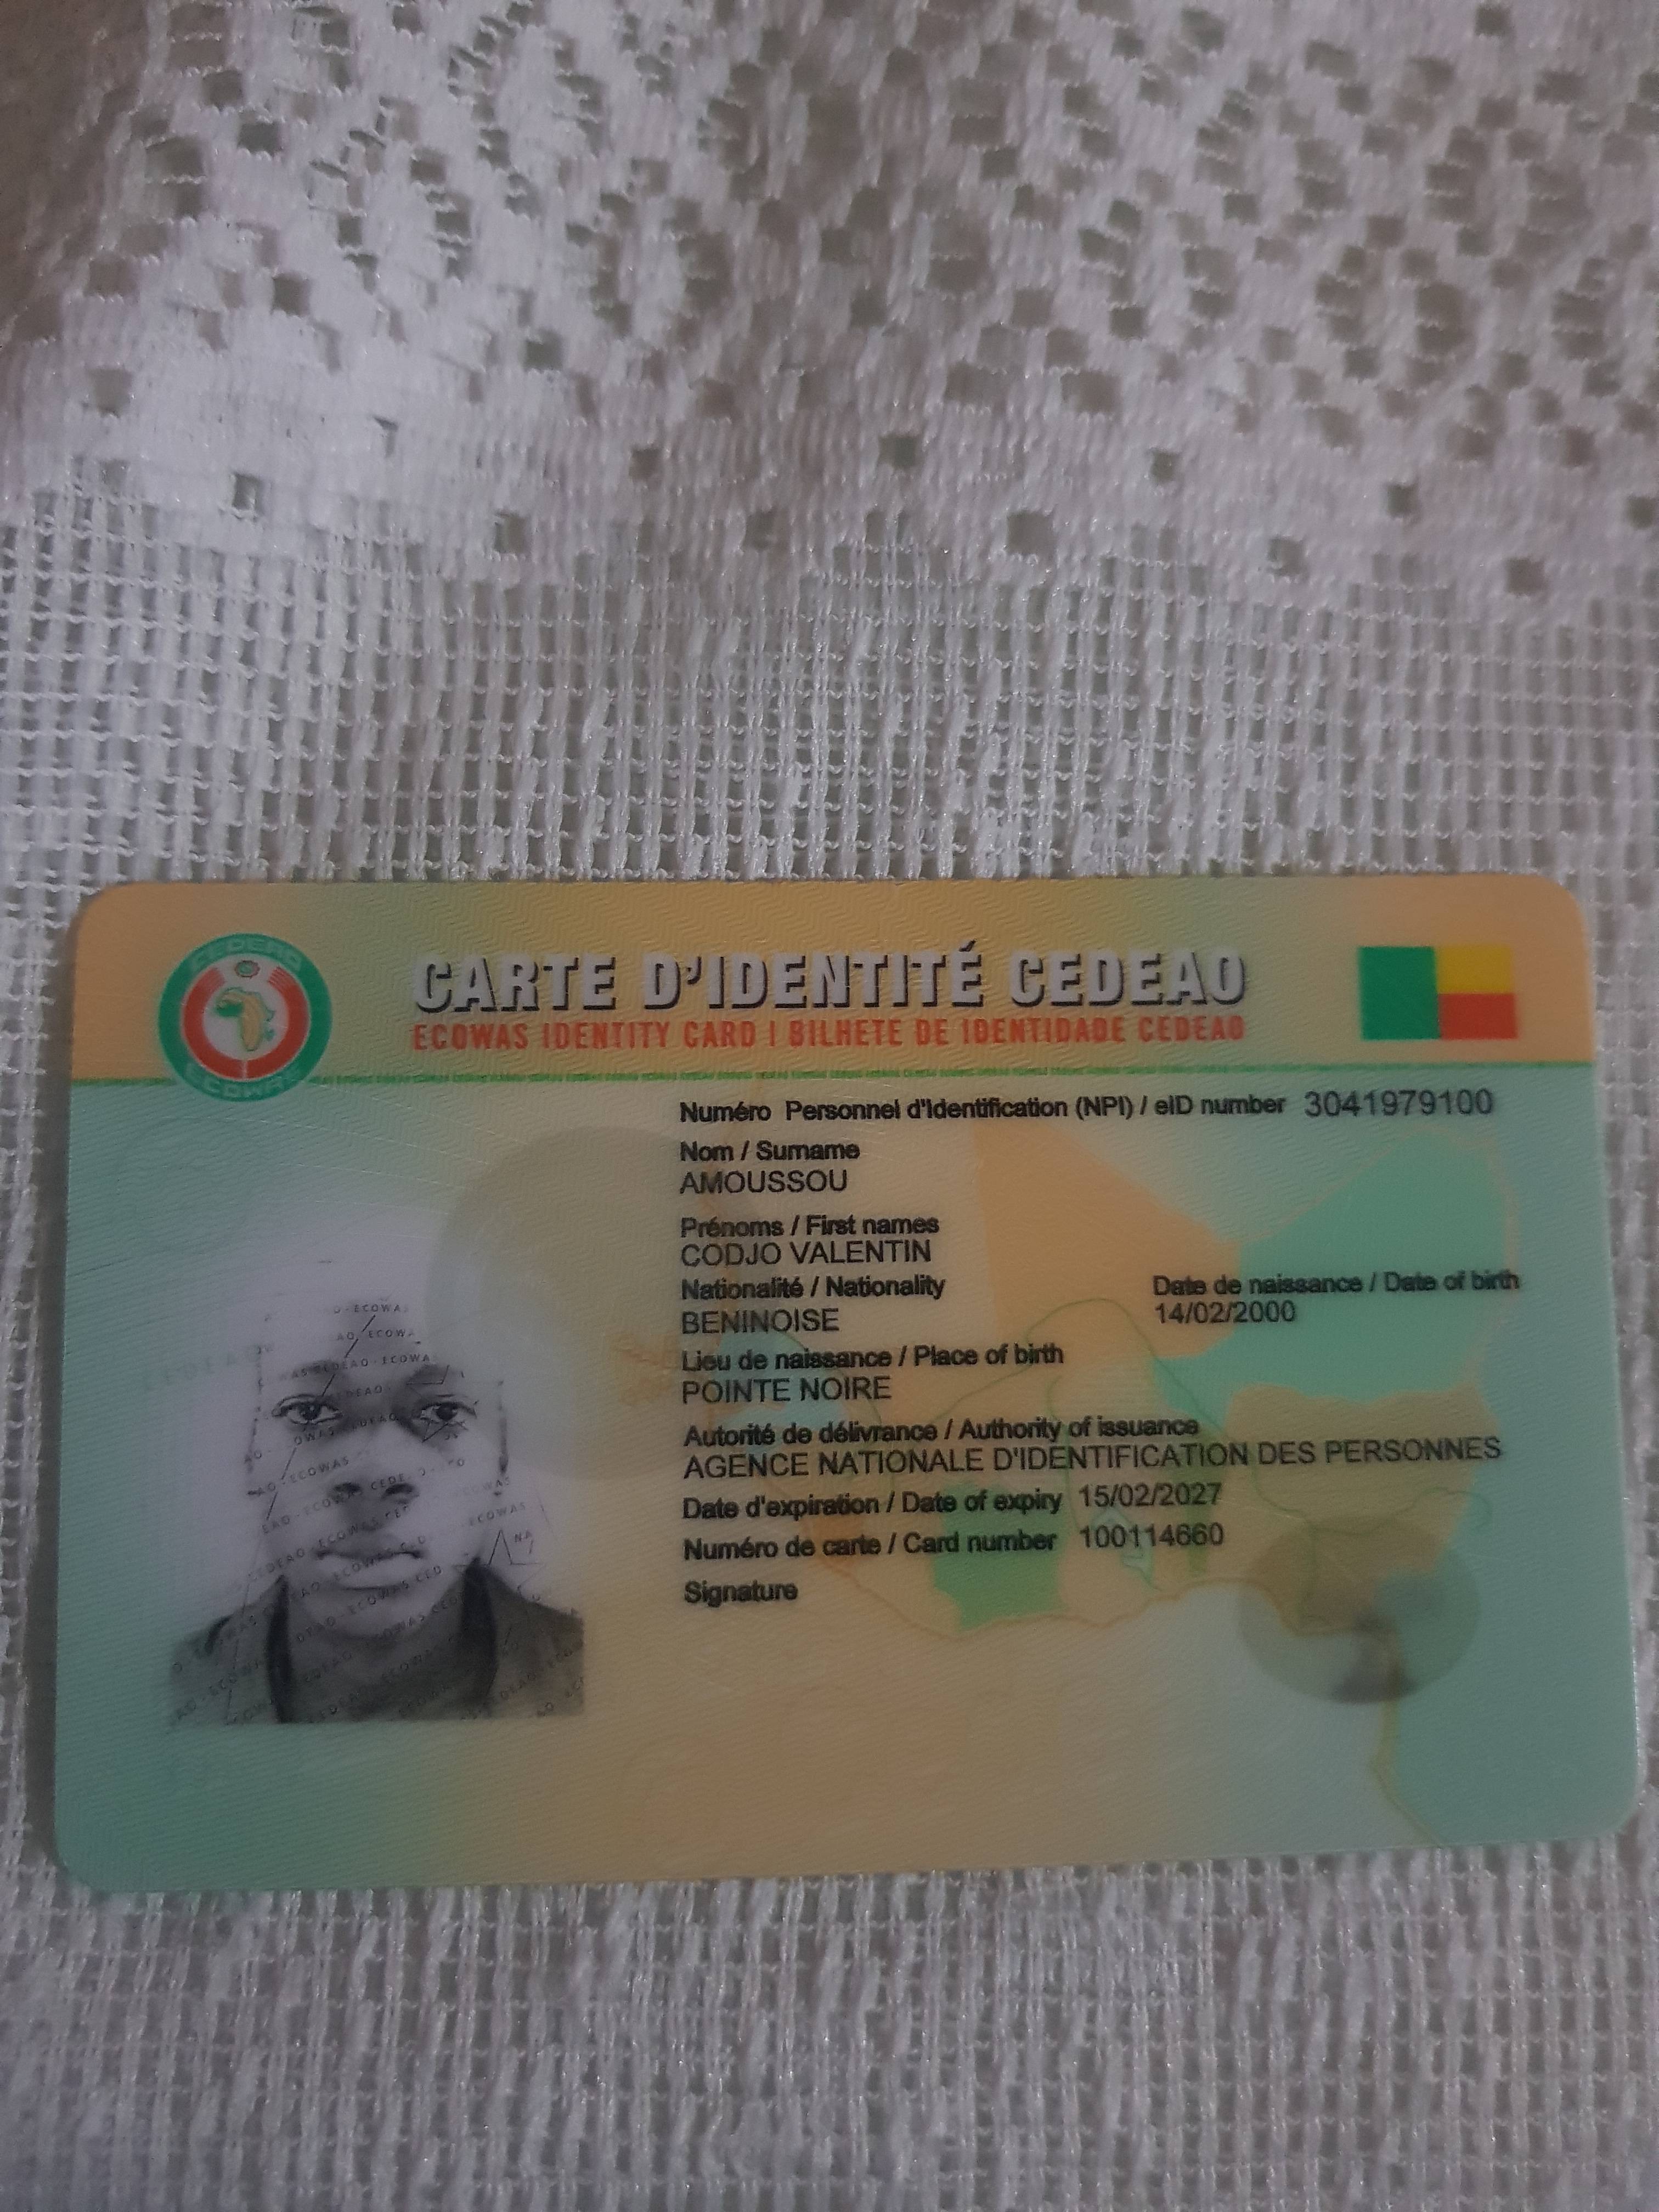 CEDEAO
ECOWAS
CARTE D'IDENTITÉ CEDEAO
ECOWAS IDENTITY CARD | BILHETE DE IDENTIDADE CEDEAO
Numéro Personnel d'Identification (NPI) / eID number 3041979100
Nom / Surname
AMOUSSOU
Prénoms / First names
CODJO VALENTIN
Nationalité / Nationality Date de naissance / Date of birth
BENINOISE 14/02/2000
Lieu de naissance / Place of birth
POINTE NOIRE
Autorité de délivrance / Authority of issuance
AGENCE NATIONALE D'IDENTIFICATION DES PERSONNES
Date d'expiration / Date of expiry 15/02/2027
Numéro de carte / Card number 100114660
Signature